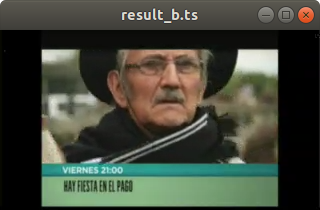 result_b.ts
VIERNES 21:00
HAY FIESTA EN EL PAGO